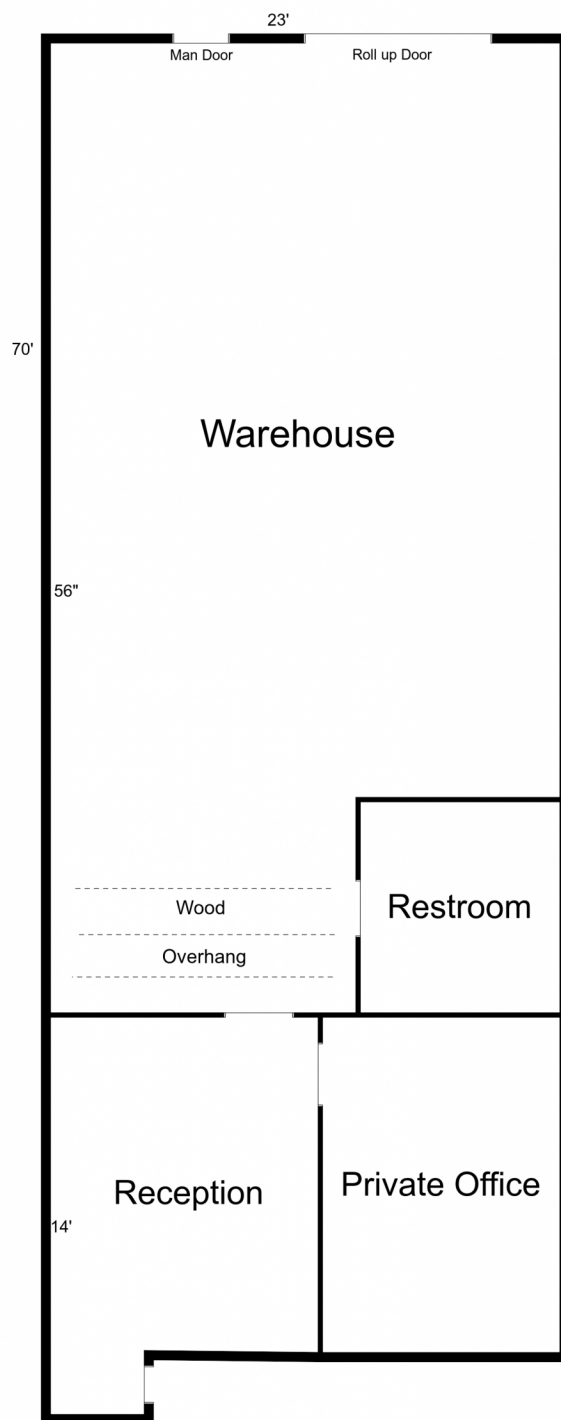 23'
Man Door
Roll up Door
70'
Warehouse
56"
Restroom
Wood
Overhang
Private Office
Reception
14'